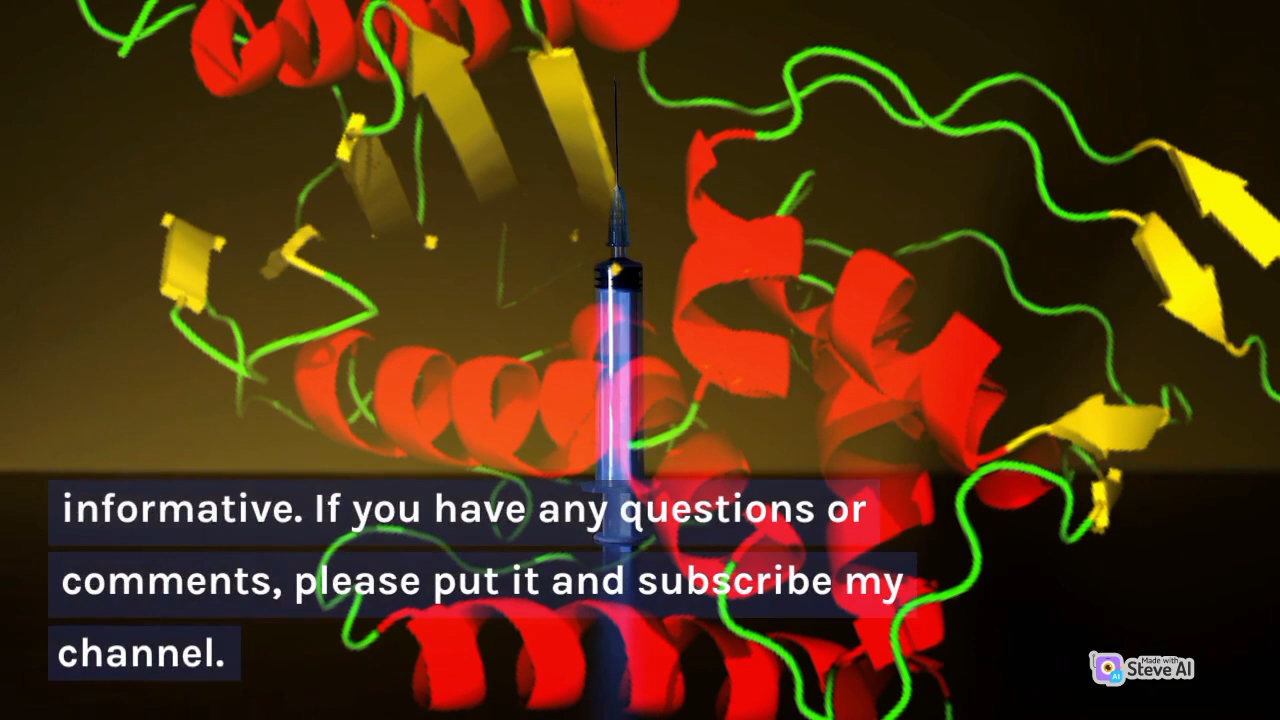 informative. If you have any questions or
comments, please put it and subscribe my
channel.
Made with
Steve AI
AI